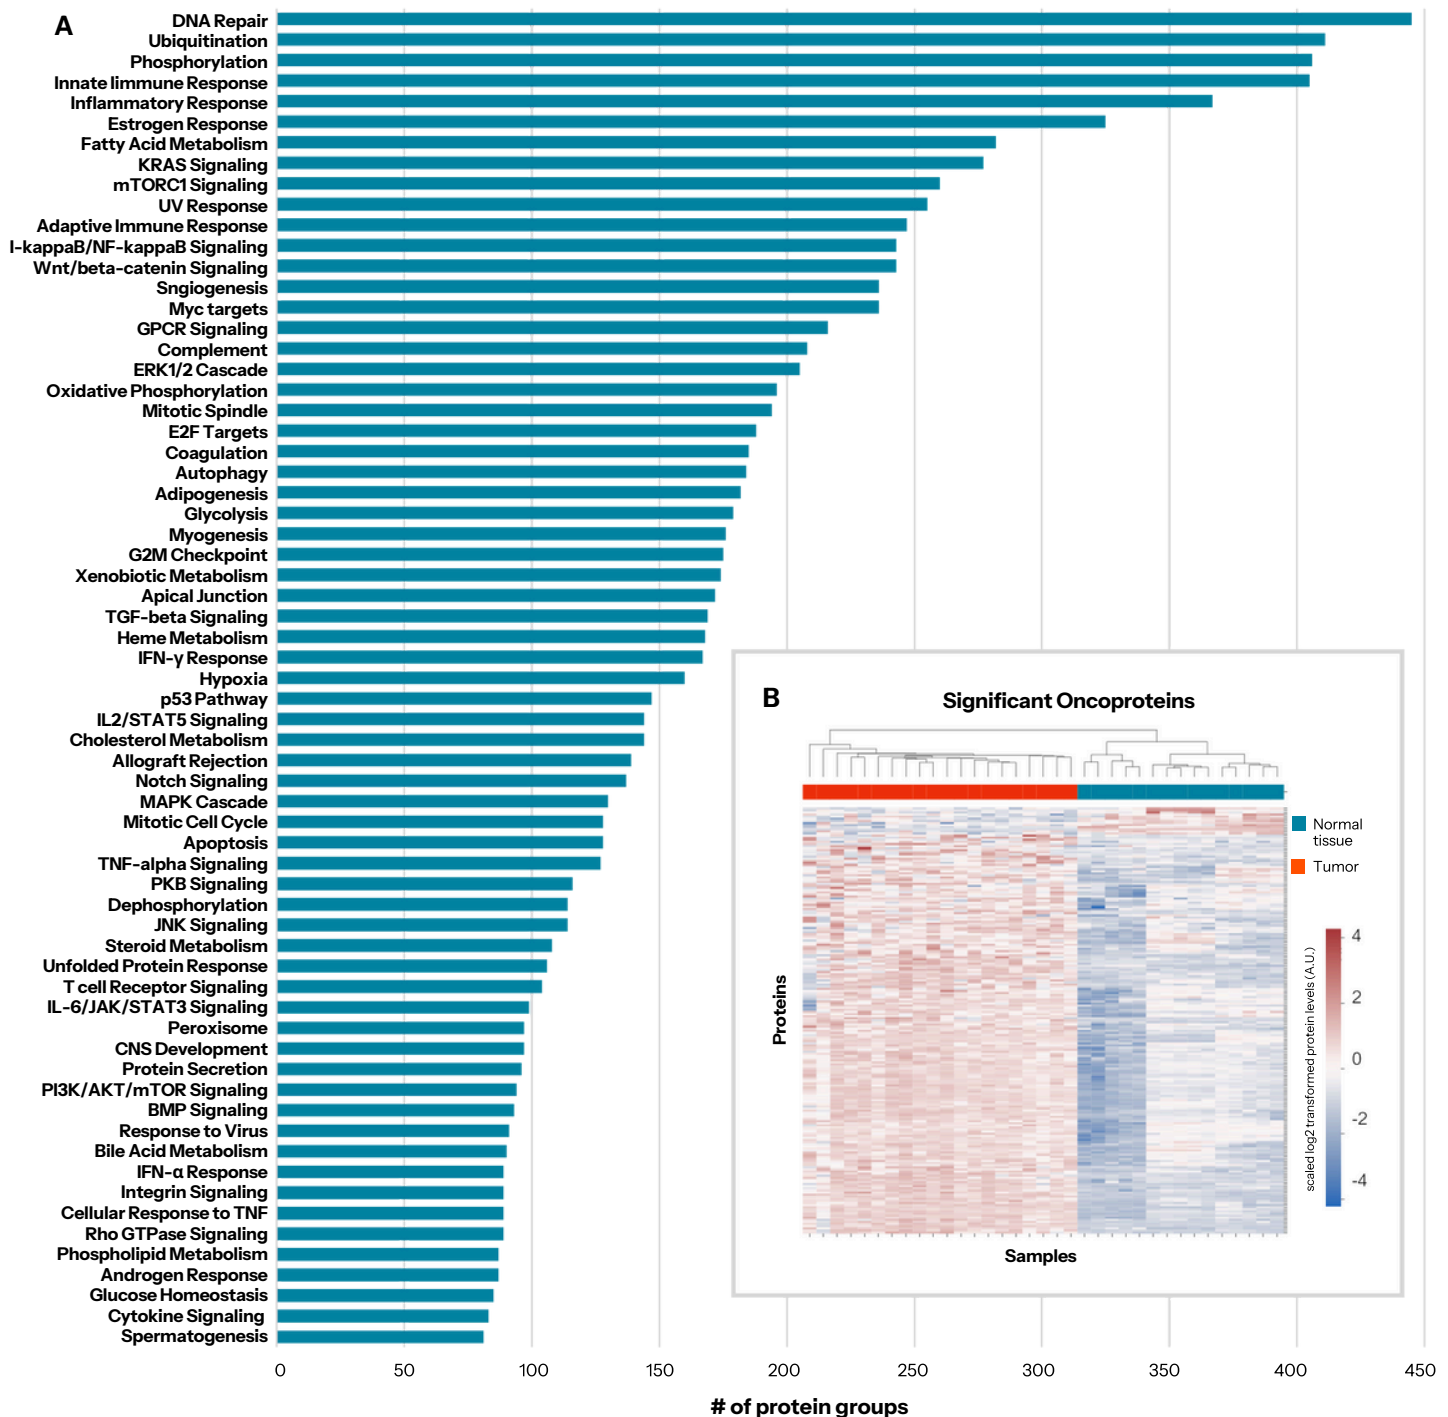 A
DNA Repair
Ubiquitination
Phosphorylation
Innate Iimmune Response
Inflammatory Response
Estrogen Response
Fatty Acid Metabolism
KRAS Signaling
mTORC1 Signaling
UV Response
Adaptive Immune Response
I-kappaB/NF-kappaB Signaling
Wnt/beta-catenin Signaling
Sngiogenesis
Myc targets
GPCR Signaling
Complement
ERK1/2 Cascade
Oxidative Phosphorylation
Mitotic Spindle
E2F Targets
Coagulation
Autophagy
Adipogenesis
Glycolysis
Myogenesis
G2M Checkpoint
Xenobiotic Metabolism
Apical Junction
TGF-beta Signaling
Heme Metabolism
IFN-γ Response
Hypoxia
p53 Pathway
IL2/STAT5 Signaling
Cholesterol Metabolism
Allograft Rejection
Notch Signaling
MAPK Cascade
Mitotic Cell Cycle
Apoptosis
TNF-alpha Signaling
PKB Signaling
Dephosphorylation
JNK Signaling
Steroid Metabolism
Unfolded Protein Response
T cell Receptor Signaling
IL-6/JAK/STAT3 Signaling
Peroxisome
CNS Development
Protein Secretion
PI3K/AKT/mTOR Signaling
BMP Signaling
Response to Virus
Bile Acid Metabolism
IFN-α Response
Integrin Signaling
Cellular Response to TNF
Rho GTPase Signaling
Phospholipid Metabolism
Androgen Response
Glucose Homeostasis
Cytokine Signaling
Spermatogenesis
0 50 100 150 200 250 300 350 400 450
# of protein groups
B
Significant Oncoproteins
Normal
tissue
Tumor
Proteins
Samples
scaled log2 transformed protein levels (A.U.)
4
2
0
-2
-4